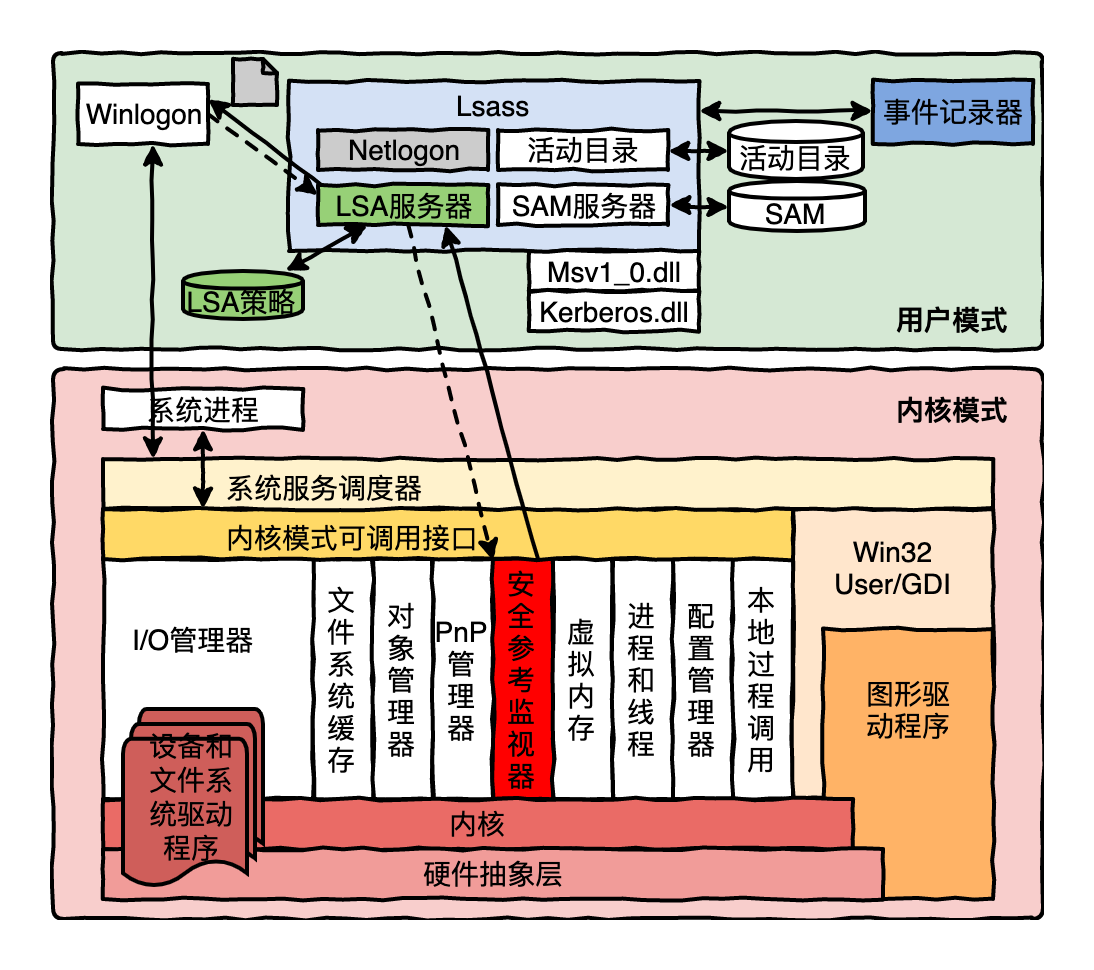 Winlogon
Lsass
事件记录器
Netlogon
活动目录
活动目录
LSA服务器
SAM服务器
SAM
LSA策略
Msv1_0.dll
Kerberos.dll
用户模式
系统进程
内核模式
系统服务调度器
内核模式可调用接口
Win32
User/GDI
I/O管理器
文件系统缓存
对象管理器
PnP
管理器
安全参考监视器
虚拟内存
进程和线程
配置管理器
本地过程调用
图形驱
动程序
设备和
文件系
统驱动
程序
内核
硬件抽象层